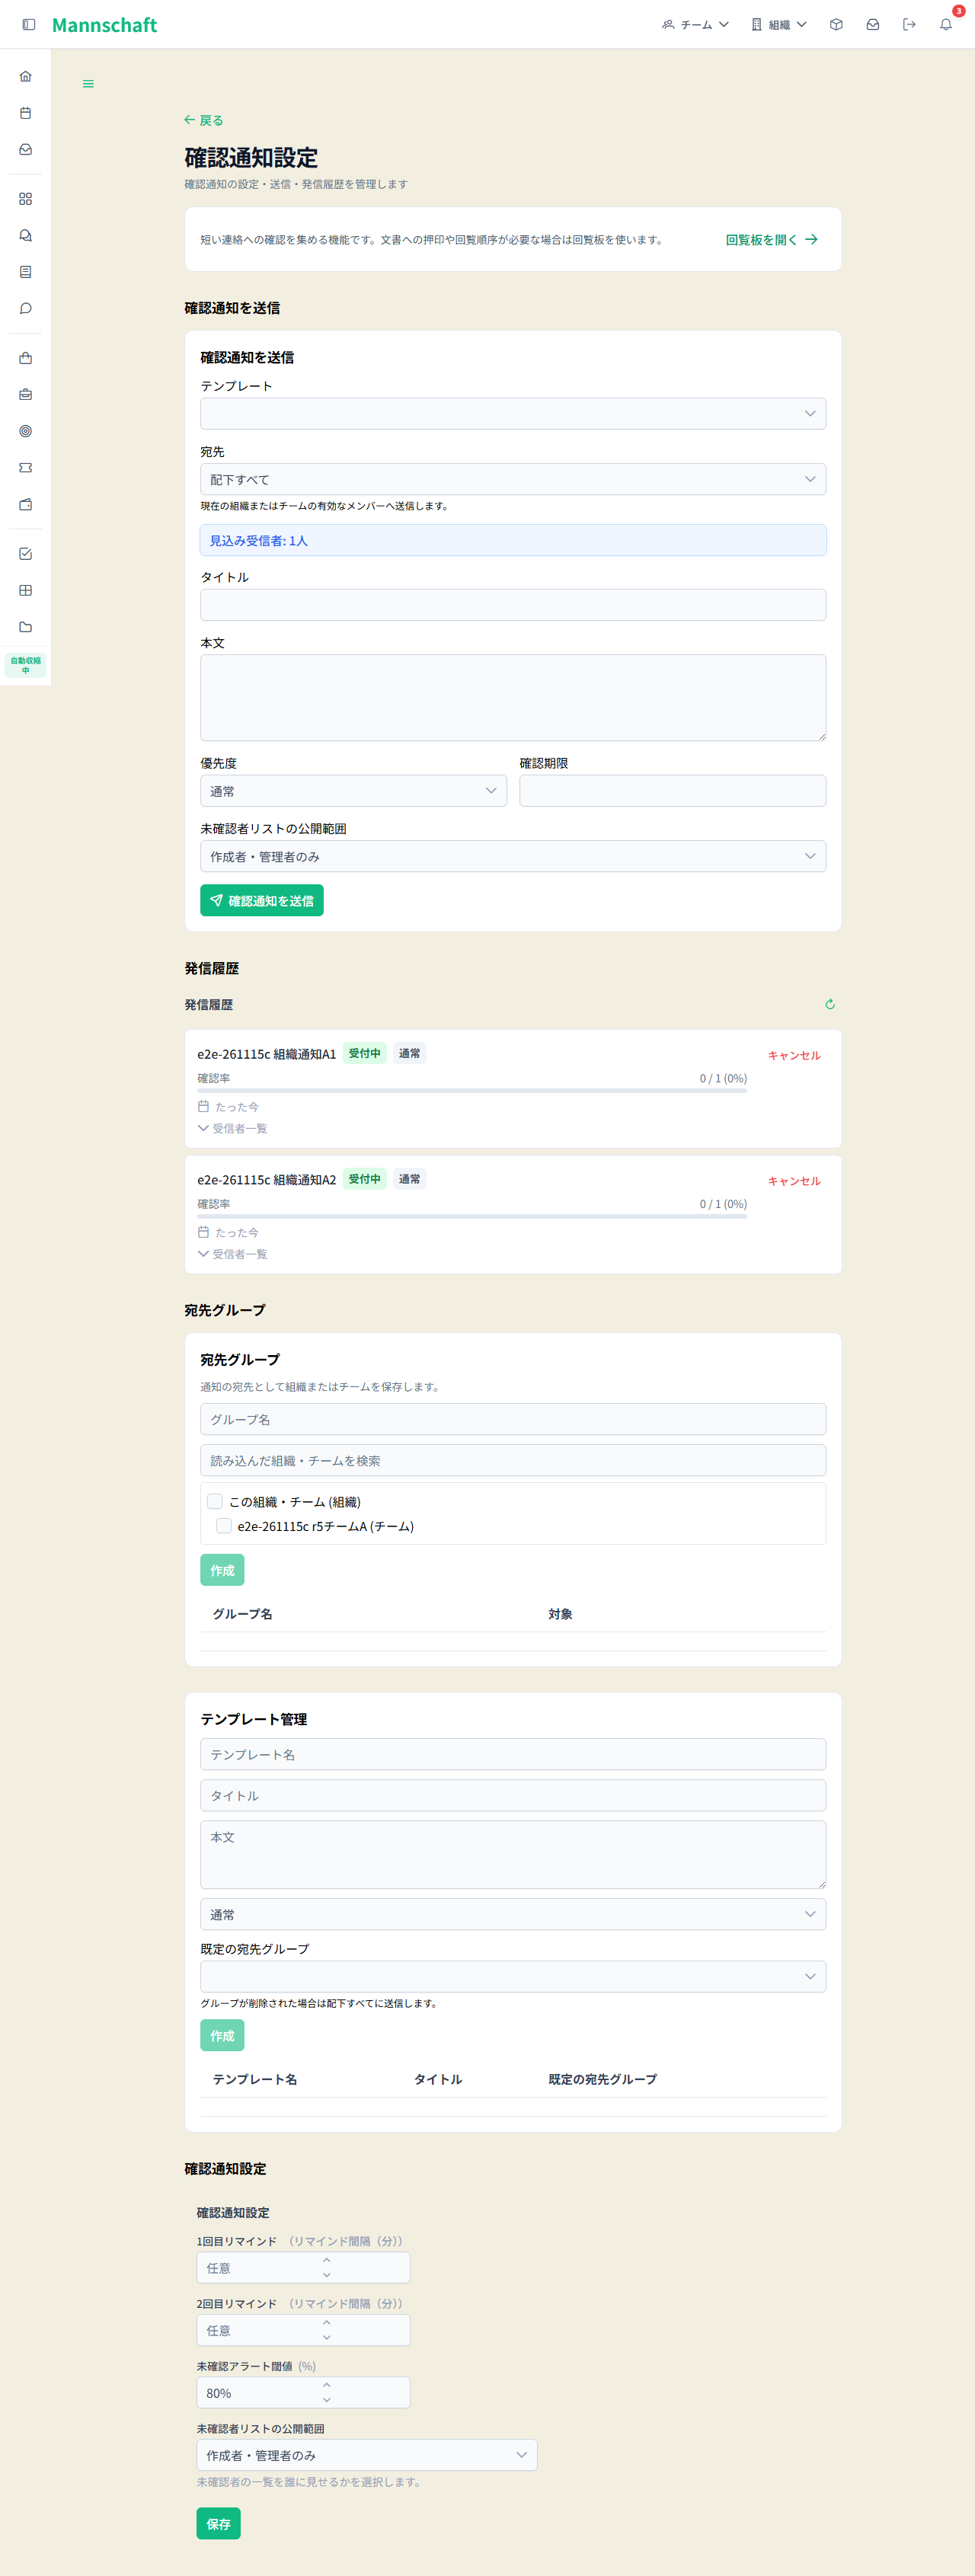 Mannschaft
チーム
組織
3
戻る
確認通知設定
確認通知の設定・送信・発信履歴を管理します
短い連絡への確認を集める機能です。文書への押印や回覧順序が必要な場合は回覧板を使います。
回覧板を開く
確認通知を送信
確認通知を送信
テンプレート
宛先
配下すべて
現在の組織またはチームの有効なメンバーへ送信します。
見込み受信者: 1人
タイトル
本文
自動収縮
中
優先度
確認期限
通常
未確認者リストの公開範囲
作成者・管理者のみ
確認通知を送信
発信履歴
発信履歴
e2e-261115c 組織通知A1 受付中 通常
キャンセル
確認率
0 / 1 (0%)
たった今
受信者一覧
e2e-261115c 組織通知A2 受付中 通常
キャンセル
確認率
0 / 1 (0%)
たった今
受信者一覧
宛先グループ
宛先グループ
通知の宛先として組織またはチームを保存します。
グループ名
読み込んだ組織・チームを検索
この組織・チーム (組織)
e2e-261115c r5チームA (チーム)
作成
グループ名
対象
テンプレート管理
テンプレート名
タイトル
本文
通常
既定の宛先グループ
グループが削除された場合は配下すべてに送信します。
作成
テンプレート名
タイトル
既定の宛先グループ
確認通知設定
確認通知設定
1回目リマインド （リマインド間隔（分））
任意
2回目リマインド （リマインド間隔（分））
任意
未確認アラート閾値 (%)
80%
未確認者リストの公開範囲
作成者・管理者のみ
未確認者の一覧を誰に見せるかを選択します。
保存